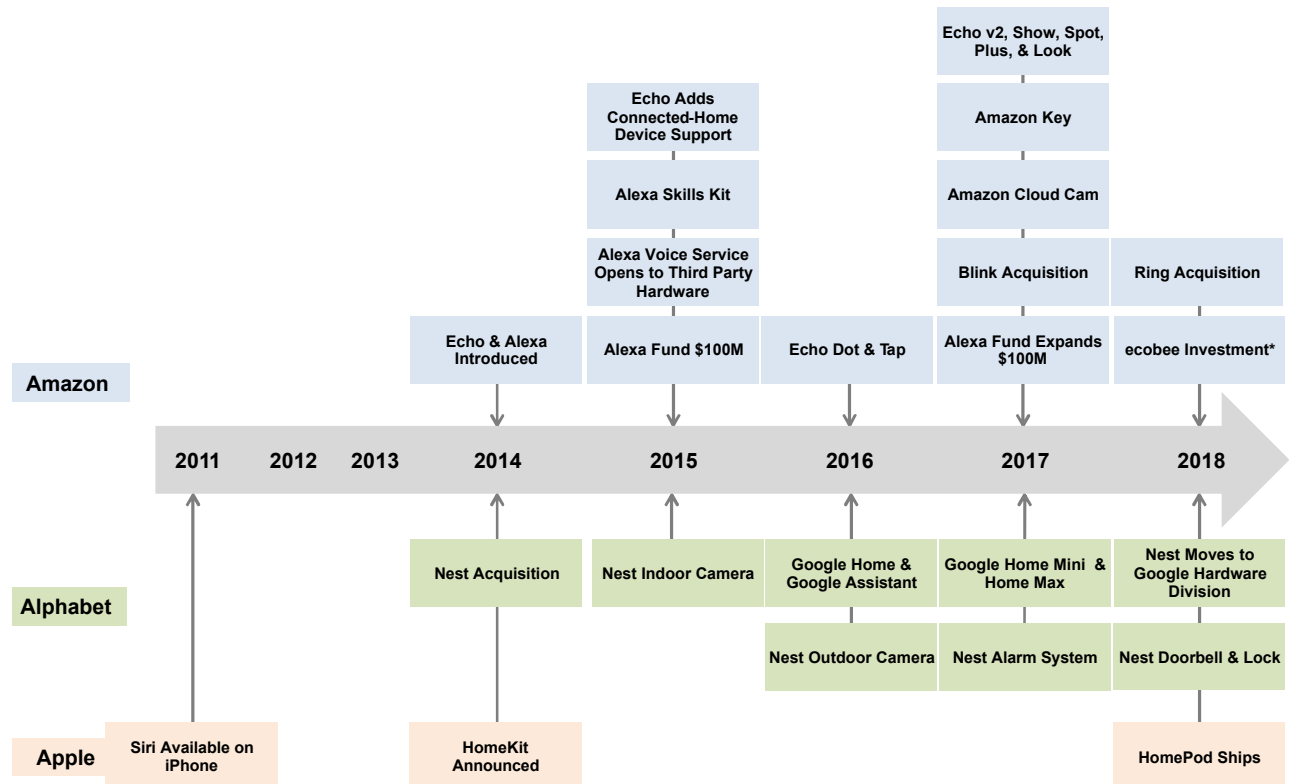 Echo v2, Show, Spot,
Plus, & Look
Echo Adds
Connected-Home
Device Support
Amazon Key
Alexa Skills Kit
Amazon Cloud Cam
Alexa Voice Service
Opens to Third Party
Hardware
Blink Acquisition
Ring Acquisition
Amazon
Echo & Alexa
Introduced
Alexa Fund $100M
Echo Dot & Tap
Alexa Fund Expands
$100M
ecobee Investment*
2011
2012
2013
2014
2015
2016
2017
2018
Alphabet
Nest Acquisition
Nest Indoor Camera
Google Home &
Google Assistant
Google Home Mini &
Home Max
Nest Moves to
Google Hardware
Division
Nest Outdoor Camera
Nest Alarm System
Nest Doorbell & Lock
Apple
Siri Available on
iPhone
HomeKit
Announced
HomePod Ships